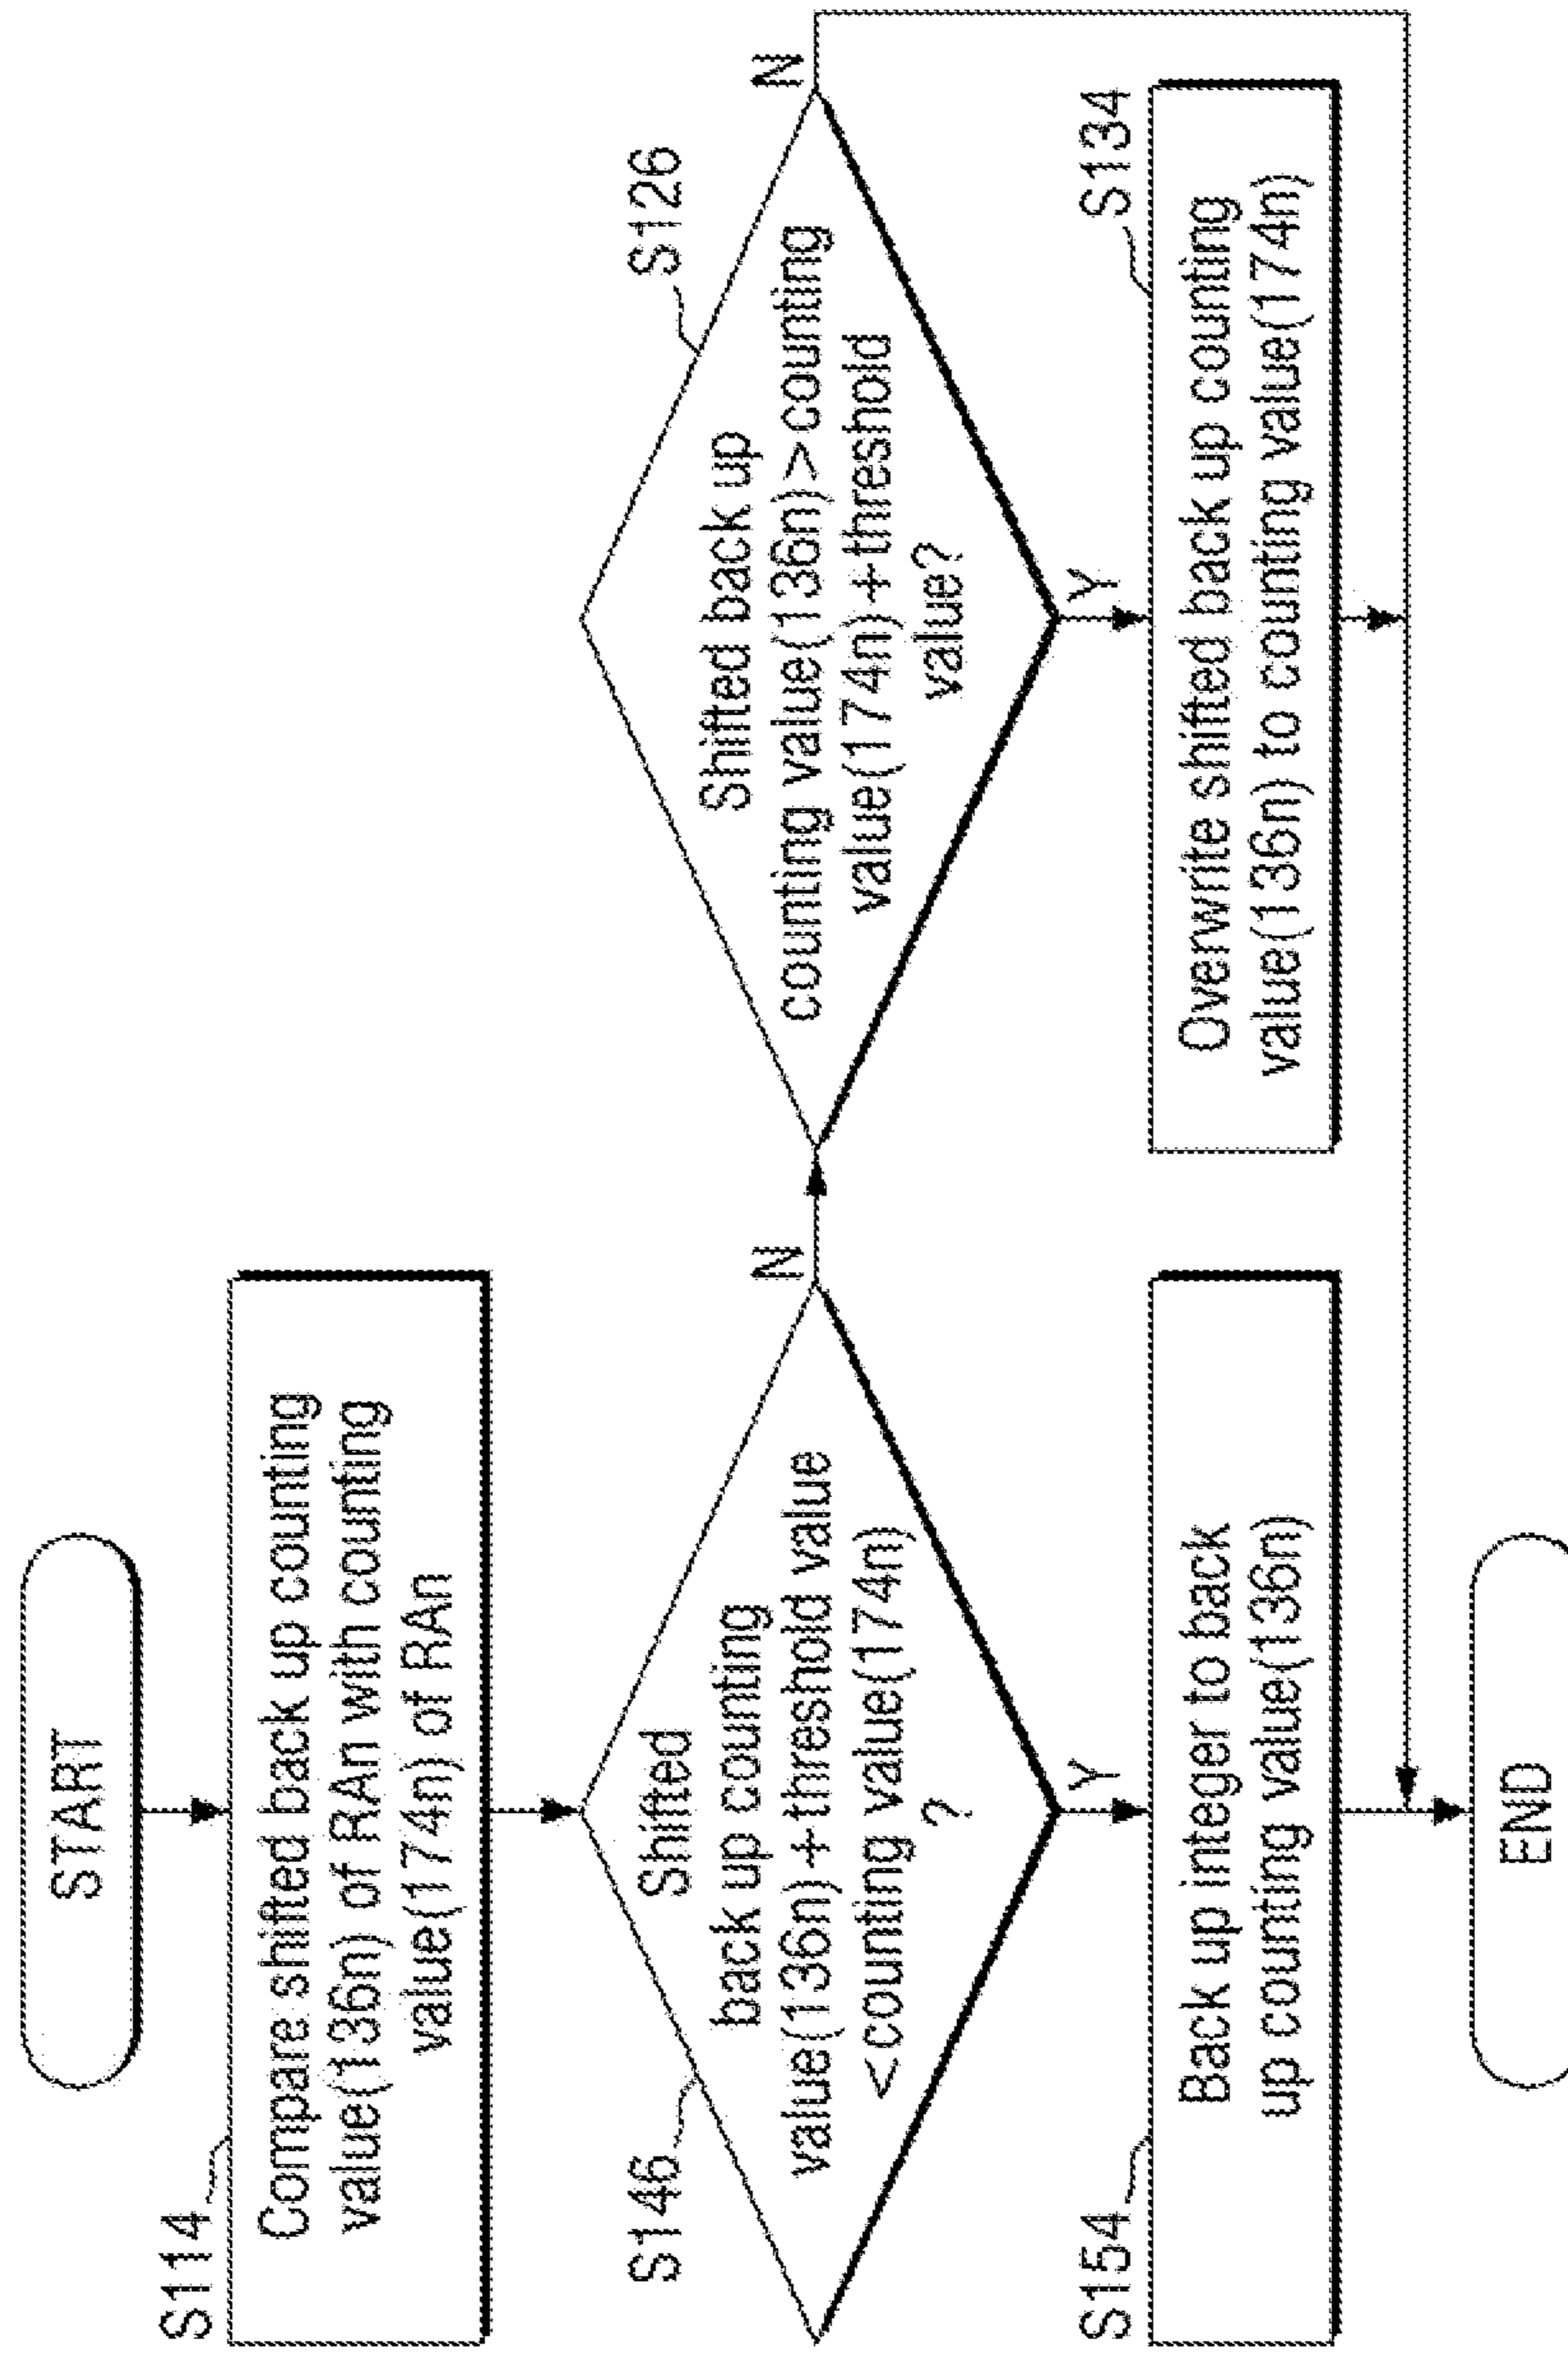 START
S114
Compare shifted back up counting
value(136n) of RAn with counting
value(174n) of RAn
S146
Shifted
back up counting
value(136n)+threshold value
<counting value(174n)
?
N
Y
S126
Shifted back up
counting value(136n)>counting
value(174n)+threshold
value?
N
Y
S154
Back up integer to back
up counting value(136n)
S134
Overwrite shifted back up counting
value(136n) to counting value(174n)
END